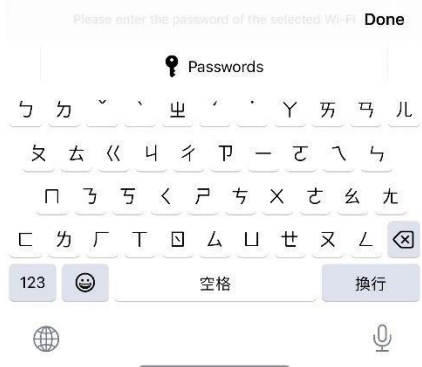 Please enter the password of the selected Wi-Fi
Done
Passwords
ㄅ ㄉ ˇ ˋ ㄓ ˊ ˙ ㄚ ㄞ ㄢ ㄦ
ㄆ ㄊ ㄍ ㄐ ㄔ ㄗ ㄧ ㄛ ㄟ ㄣ
ㄇ ㄋ ㄎ ㄑ ㄕ ㄘ ㄨ ㄜ ㄠ ㄤ
ㄈ ㄌ ㄏ ㄒ ㄖ ㄙ ㄩ ㄝ ㄡ ㄥ
123 空格 換行